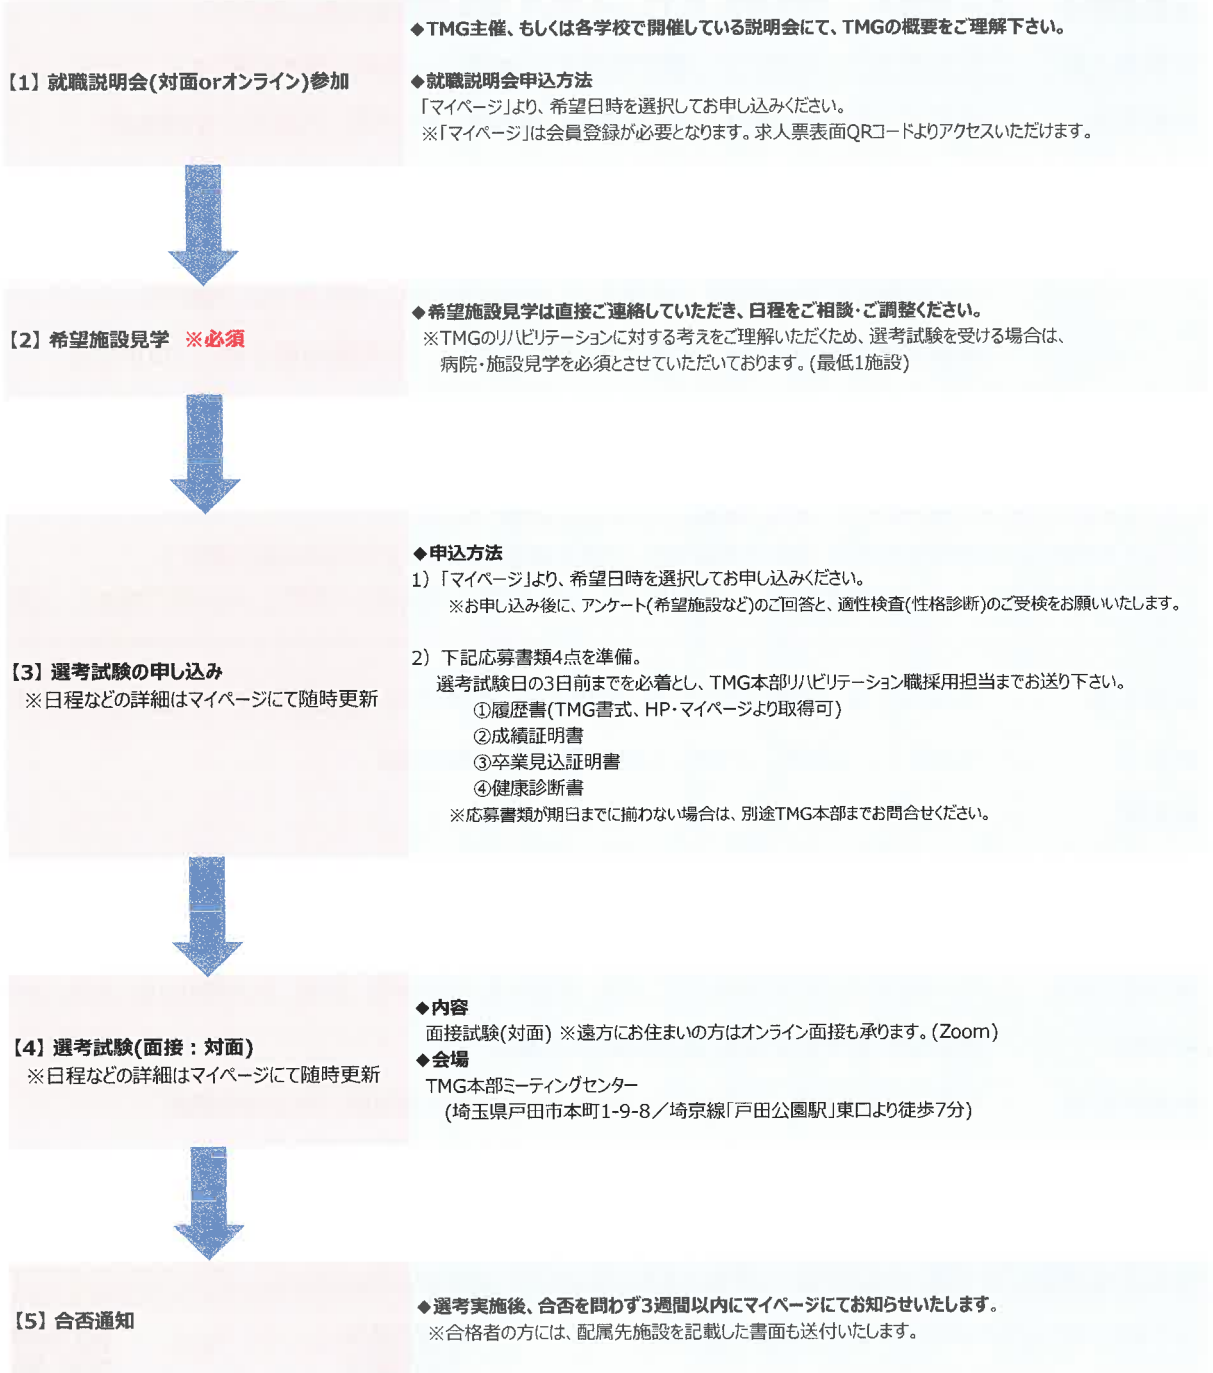 ◆TMG主催、もしくは各学校で開催している説明会にて、TMGの概要をご理解下さい。
【1】就職説明会(対面orオンライン)参加
◆就職説明会申込方法
「マイページ」より、希望日時を選択してお申し込みください。
※「マイページ」は会員登録が必要となります。求人票表面QRコードよりアクセスいただけます。
【2】希望施設見学 ※必須
◆希望施設見学は直接ご連絡していただき、日程をご相談・ご調整ください。
※TMGのリハビリテーションに対する考えをご理解いただくため、選考試験を受ける場合は、
病院・施設見学を必須とさせていただいております。(最低1施設)
【3】選考試験の申し込み
※日程などの詳細はマイページにて随時更新
◆申込方法
1)「マイページ」より、希望日時を選択してお申し込みください。
※お申し込み後に、アンケート(希望施設など)のご回答と、適性検査(性格診断)のご受検をお願いいたします。
2) 下記応募書類4点を準備。
選考試験日の3日前までを必着とし、TMG本部リハビリテーション職採用担当までお送り下さい。
①履歴書(TMG書式、HP・マイページより取得可)
②成績証明書
③卒業見込証明書
④健康診断書
※応募書類が期日までに揃わない場合は、別途TMG本部までお問合せください。
【4】選考試験(面接：対面)
※日程などの詳細はマイページにて随時更新
◆内容
面接試験(対面) ※遠方にお住まいの方はオンライン面接も承ります。(Zoom)
◆会場
TMG本部ミーティングセンター
(埼玉県戸田市本町1-9-8／埼京線「戸田公園駅」東口より徒歩7分)
【5】合否通知
◆選考実施後、合否を問わず3週間以内にマイページにてお知らせいたします。
※合格者の方には、配属先施設を記載した書面も送付いたします。